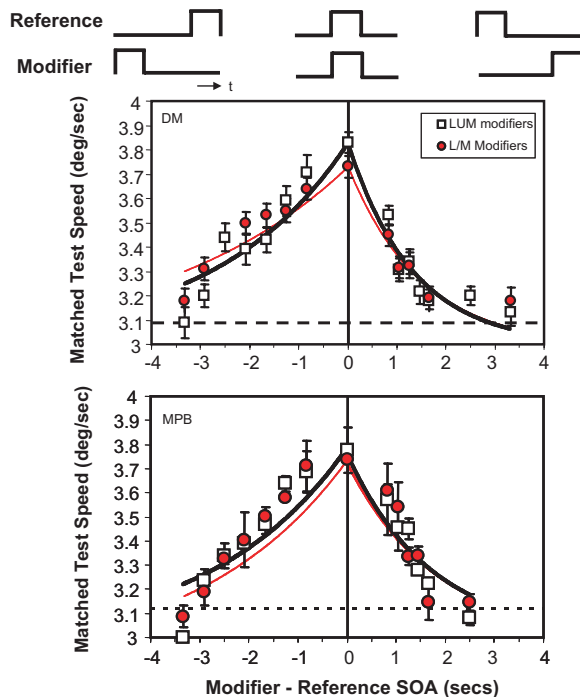 Reference
Modifier
t
DM
LUM modifiers
L/M Modifiers
Matched Test Speed (deg/sec)
4
3.9
3.8
3.7
3.6
3.5
3.4
3.3
3.2
3.1
3
-4 -3 -2 -1 0 1 2 3 4
MPB
Matched Test Speed (deg/sec)
4
3.9
3.8
3.7
3.6
3.5
3.4
3.3
3.2
3.1
3
-4 -3 -2 -1 0 1 2 3 4
Modifier - Reference SOA (secs)